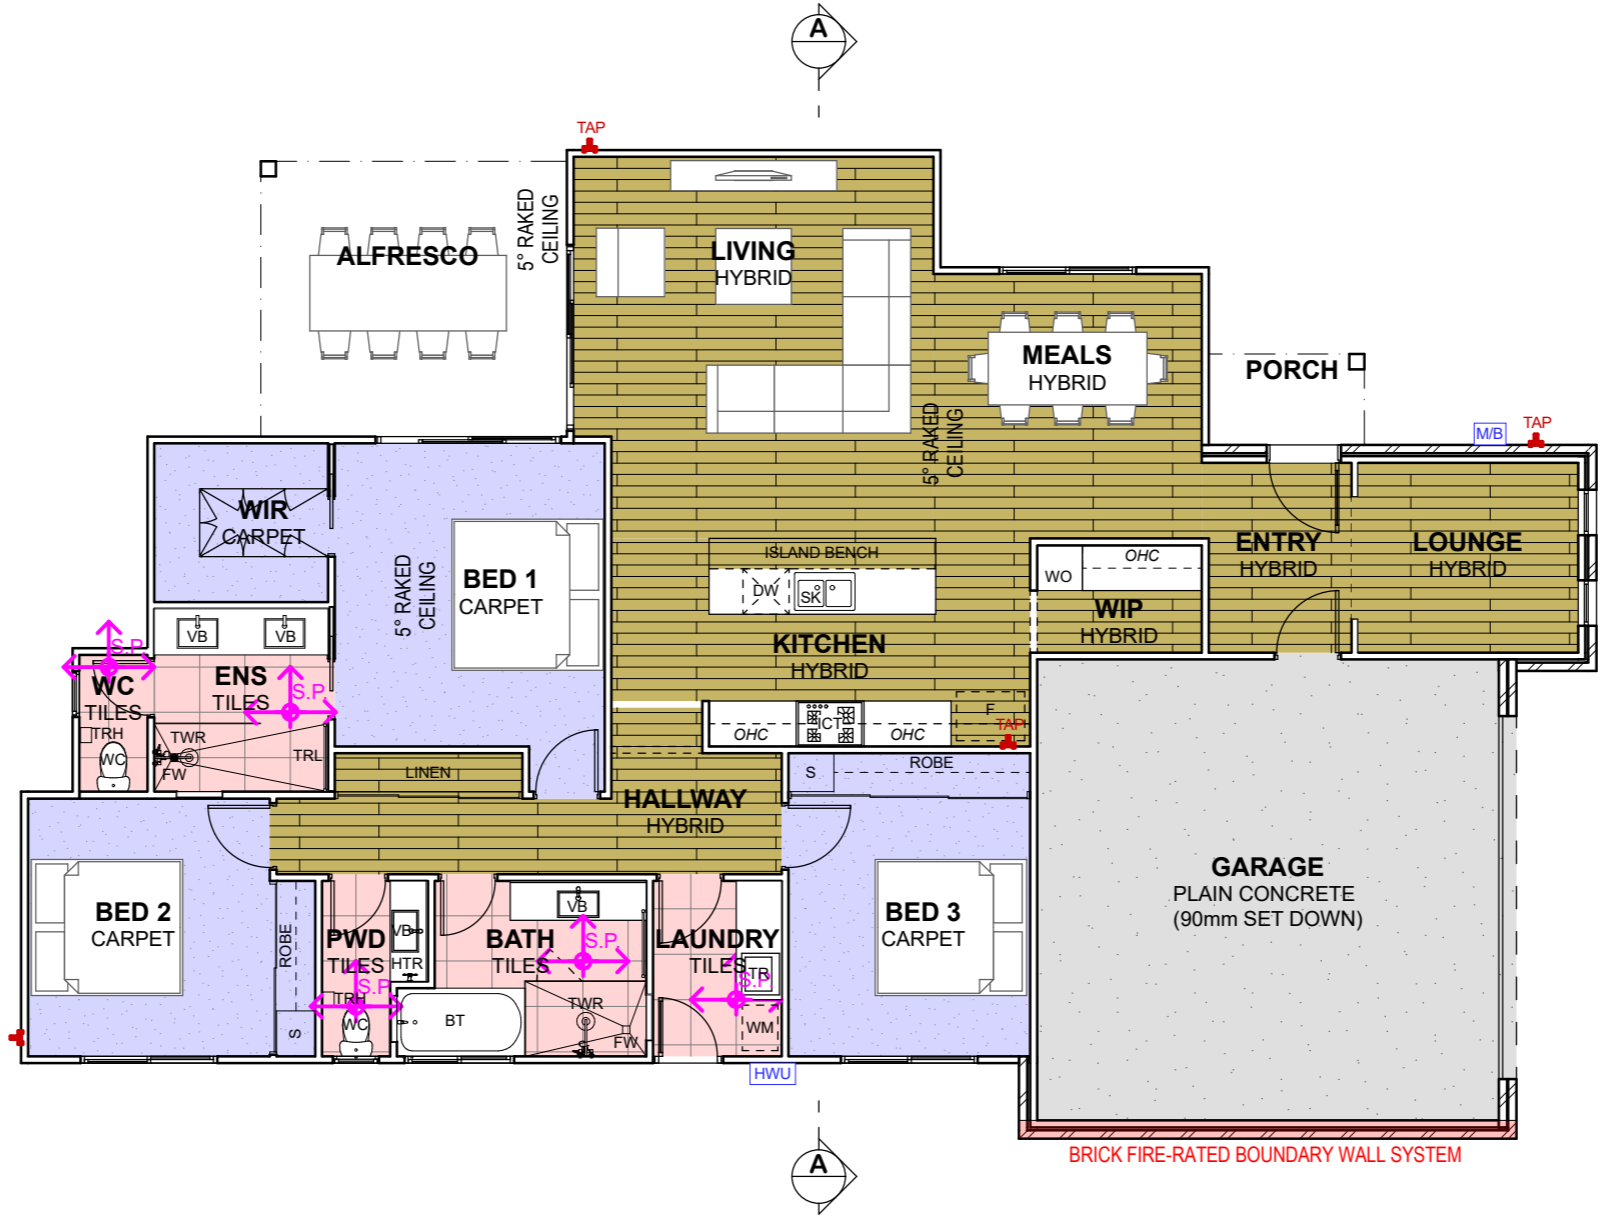 A
TAP
5° RAKED
CEILING
ALFRESCO
LIVING
HYBRID
MEALS
HYBRID
PORCH
5° RAKED
CEILING
M/B
TAP
WIR
CARPET
5° RAKED
CEILING
BED 1
CARPET
ISLAND BENCH
DW
SK
KITCHEN
HYBRID
WO
OHC
WIP
HYBRID
ENTRY
HYBRID
LOUNGE
HYBRID
VB
VB
S.P.
WC
TILES
ENS
TILES
S.P.
TRH
WC
TWR
FW
TRL
OHC
ICT
OHC
F
TAP
LINEN
HALLWAY
HYBRID
S
ROBE
BED 2
CARPET
ROBE
S
PWD
TILES
VB
HTR
S.P.
TRH
WC
BATH
TILES
VB
S.P.
BT
TWR
FW
LAUNDRY
TILES
TR
S.P.
WM
HWU
BED 3
CARPET
GARAGE
PLAIN CONCRETE
(90mm SET DOWN)
BRICK FIRE-RATED BOUNDARY WALL SYSTEM
A